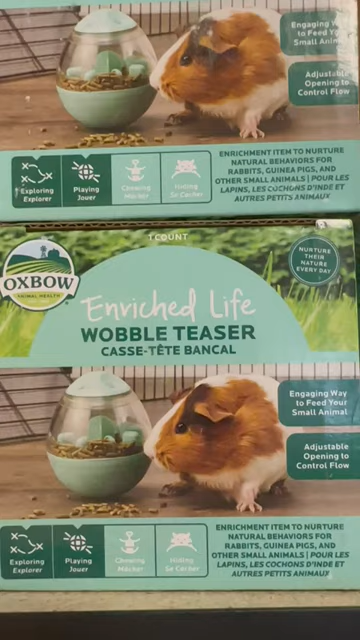 Engaging Way
to Feed Your
Small Animal
Adjustable
Opening to
Control Flow
Exploring
Explorer
Playing
Jouer
Chewing
Mâcher
Hiding
Se Cacher
ENRICHMENT ITEM TO NURTURE
NATURAL BEHAVIORS FOR
RABBITS, GUINEA PIGS, AND
OTHER SMALL ANIMALS | POUR LES
LAPINS, LES COCHONS D'INDE ET
AUTRES PETITS ANIMAUX
1 COUNT
OXBOW
ANIMAL HEALTH
NURTURE
THEIR
NATURE
EVERY DAY
Enriched Life
WOBBLE TEASER
CASSE-TÊTE BANCAL
Engaging Way
to Feed Your
Small Animal
Adjustable
Opening to
Control Flow
Exploring
Explorer
Playing
Jouer
Chewing
Mâcher
Hiding
Se Cacher
ENRICHMENT ITEM TO NURTURE
NATURAL BEHAVIORS FOR
RABBITS, GUINEA PIGS, AND
OTHER SMALL ANIMALS | POUR LES
LAPINS, LES COCHONS D'INDE ET
AUTRES PETITS ANIMAUX